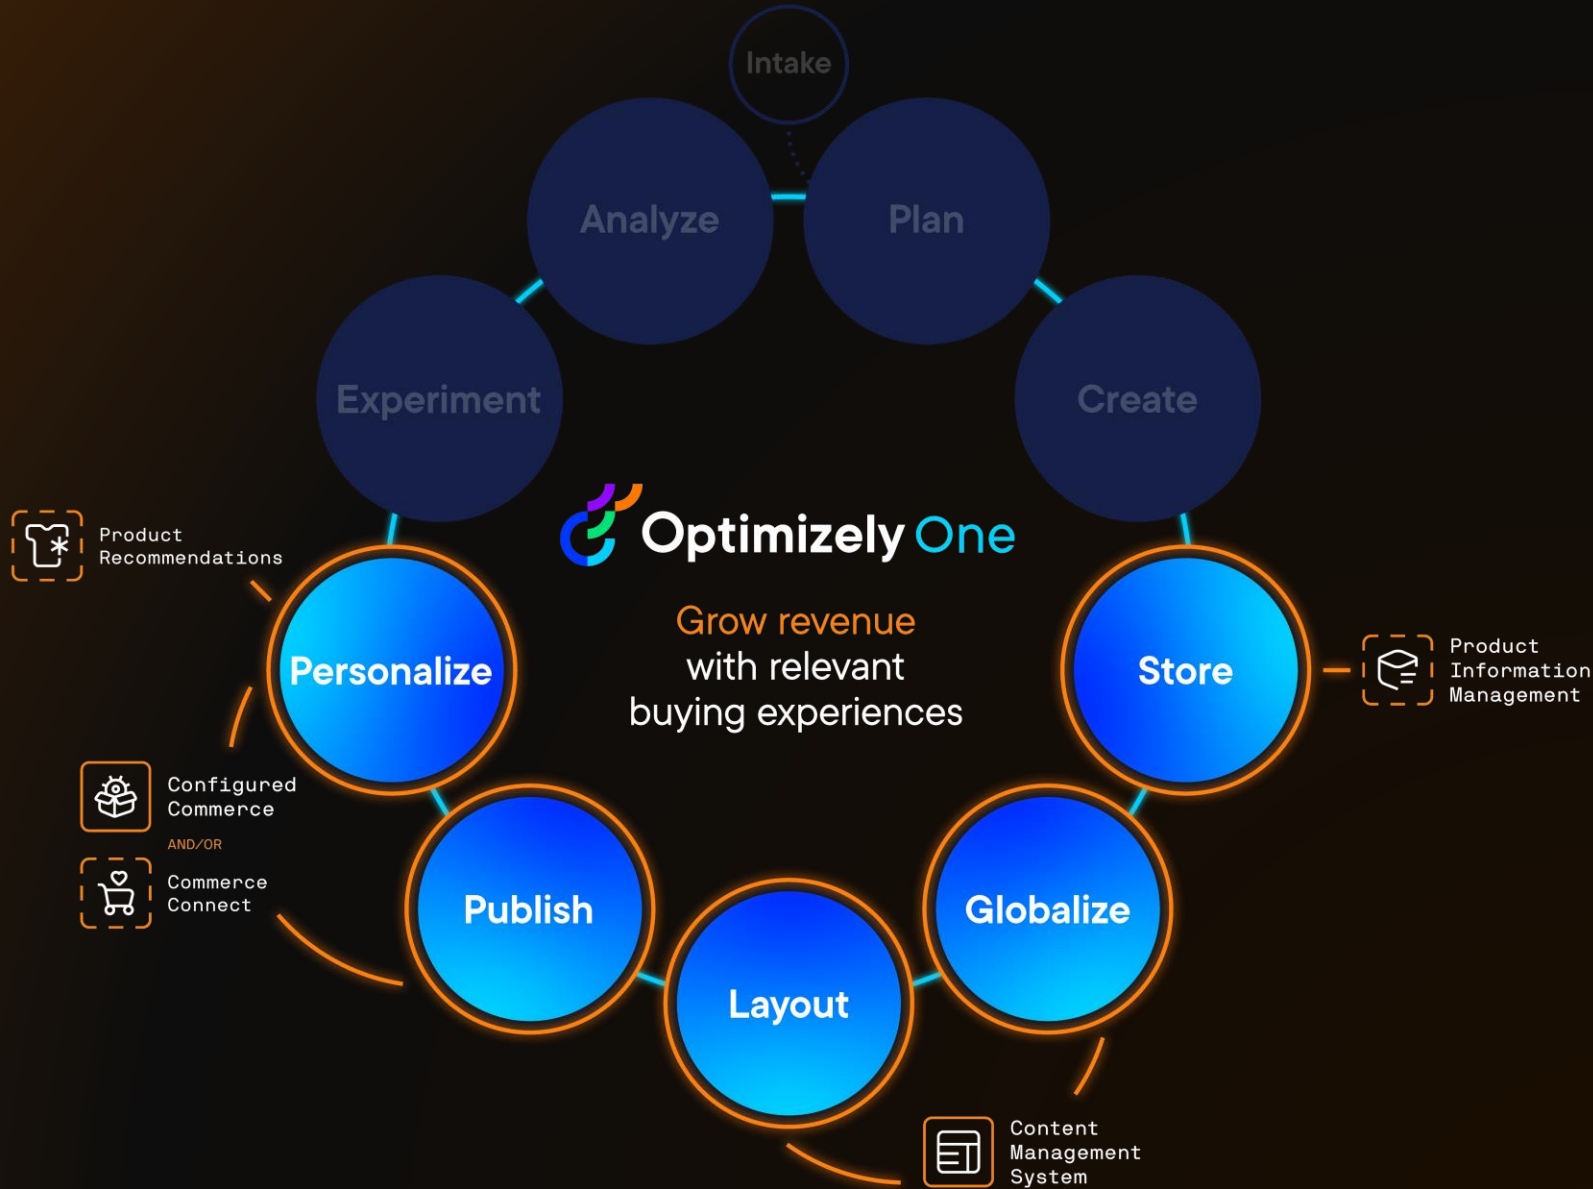 Intake
Analyze
Plan
Experiment
Create
Optimizely One
Grow revenue
with relevant
buying experiences
Product
Recommendations
Personalize
Store
Product
Information
Management
Configured
Commerce
AND/OR
Commerce
Connect
Publish
Globalize
Layout
Content
Management
System